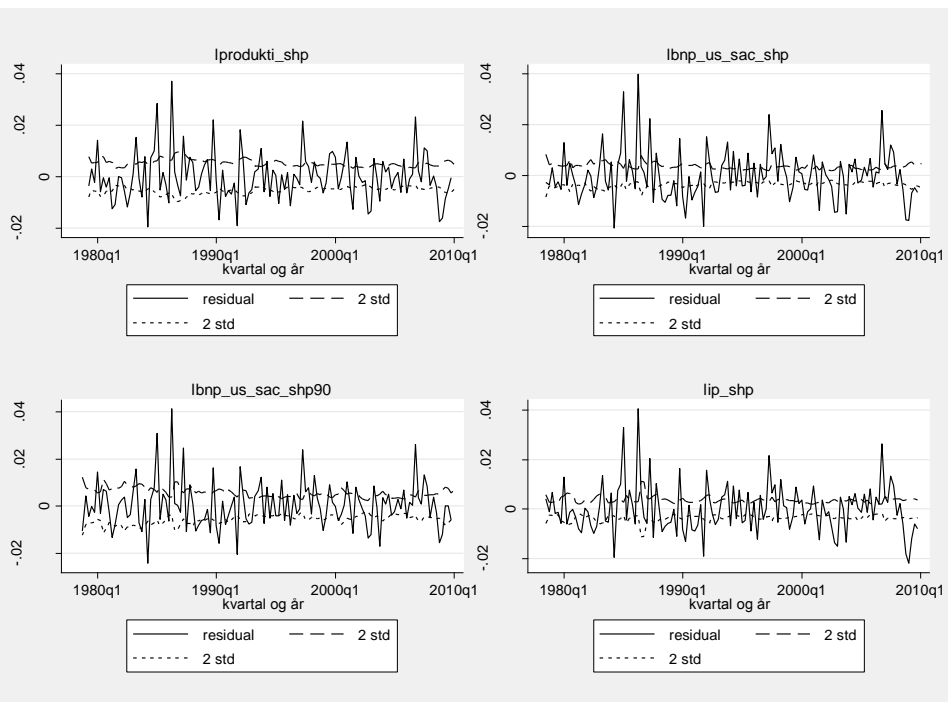 lprodukti_shp
.04
.02
0
-.02
1980q1 1990q1 2000q1 2010q1
kvartal og år
residual 2 std
2 std
lbnp_us_sac_shp
.04
.02
0
-.02
1980q1 1990q1 2000q1 2010q1
kvartal og år
residual 2 std
2 std
lbnp_us_sac_shp90
.04
.02
0
-.02
1980q1 1990q1 2000q1 2010q1
kvartal og år
residual 2 std
2 std
lip_shp
.04
.02
0
-.02
1980q1 1990q1 2000q1 2010q1
kvartal og år
residual 2 std
2 std